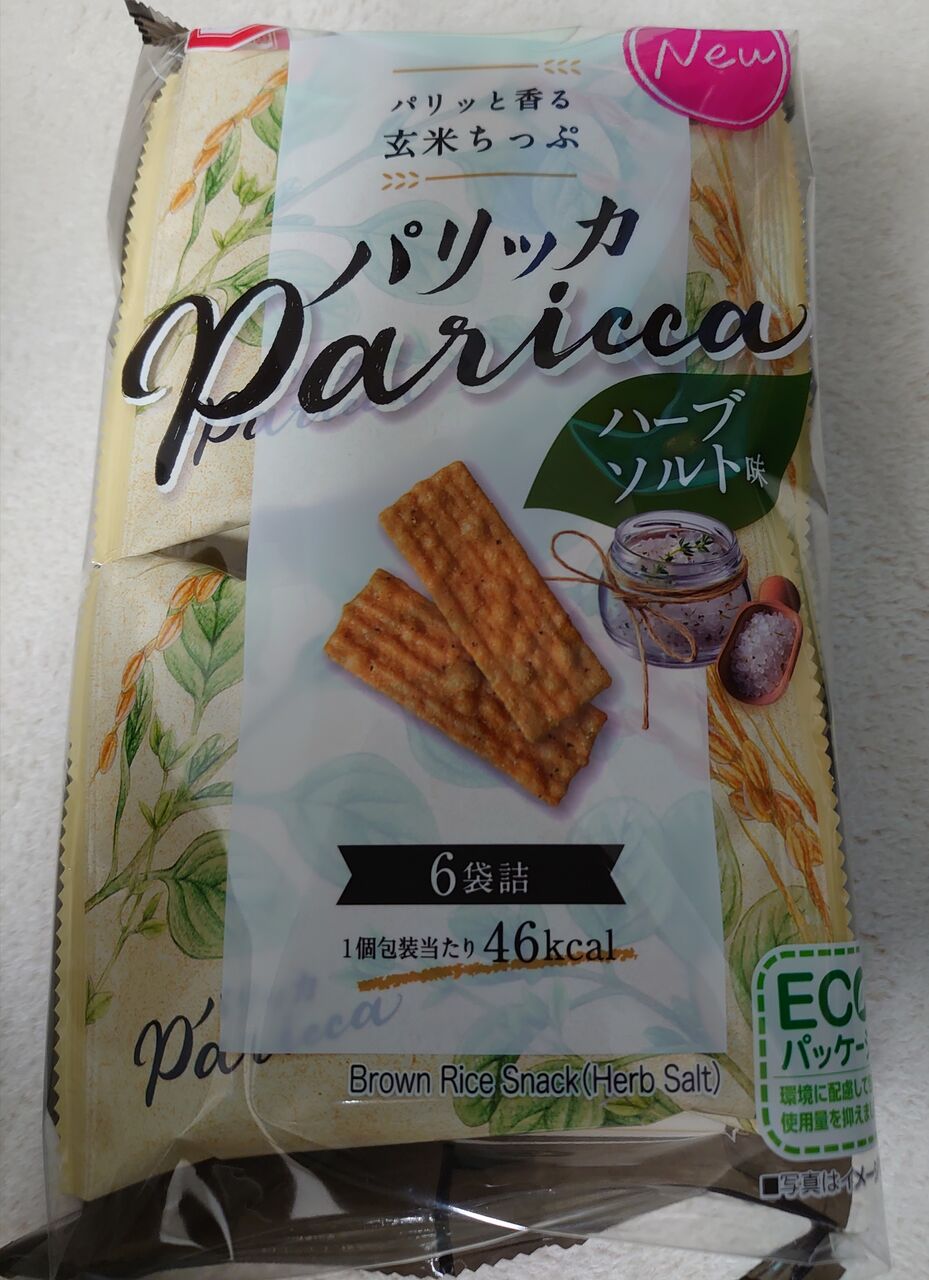 New
パリッと香る
玄米ちっぷ
パリッカ
Paricca
ハーブ
ソルト味
6袋詰
1個包装当たり 46kcal
Brown Rice Snack(Herb Salt)
ECO
パッケー
環境に配慮して
使用量を抑えま
■写真はイメー